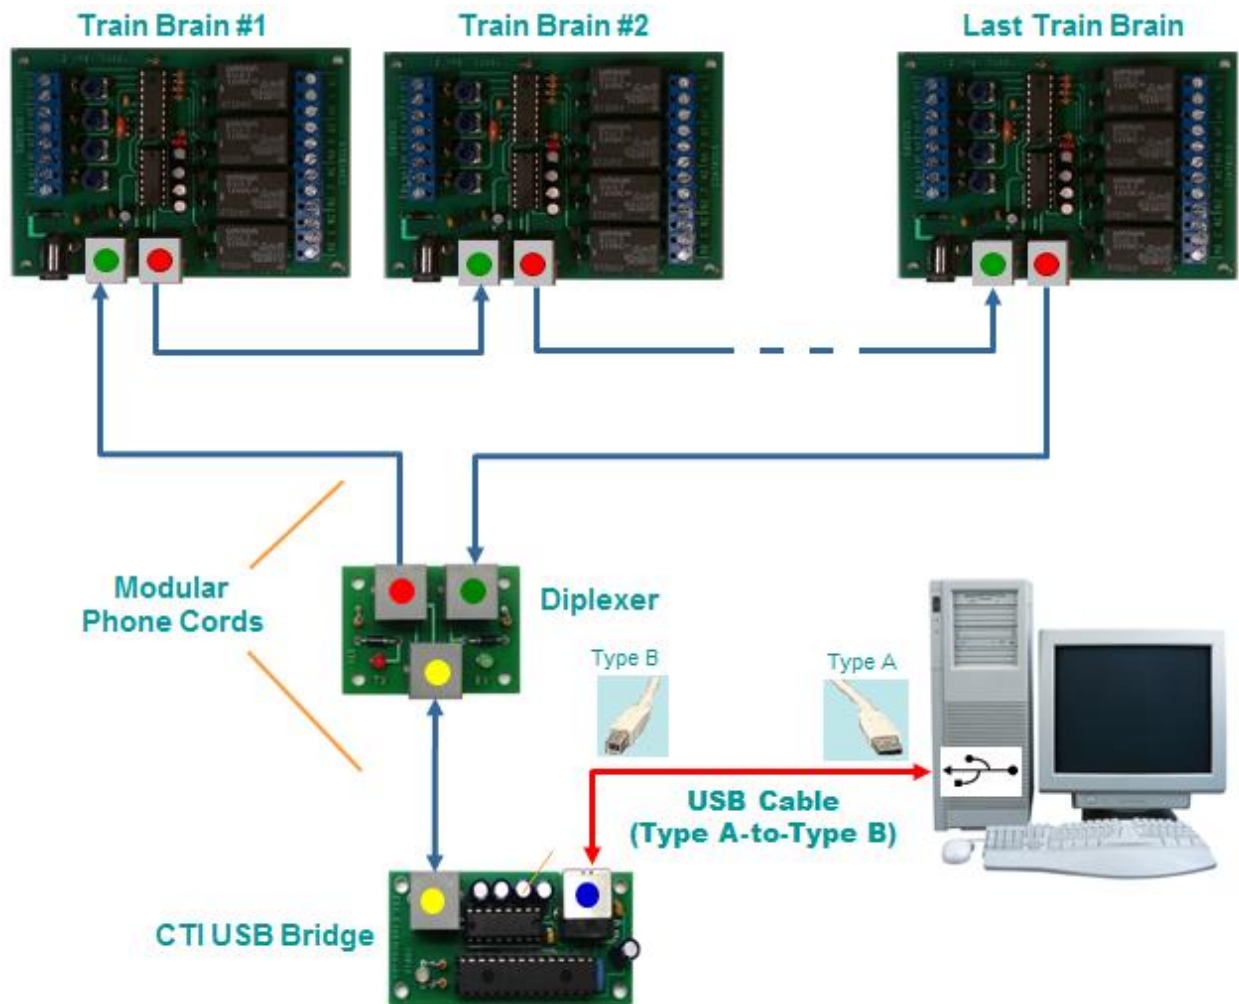 Train Brain #1
Train Brain #2
Last Train Brain
Modular
Phone Cords
Diplexer
Type B
Type A
USB Cable
(Type A-to-Type B)
CTI USB Bridge